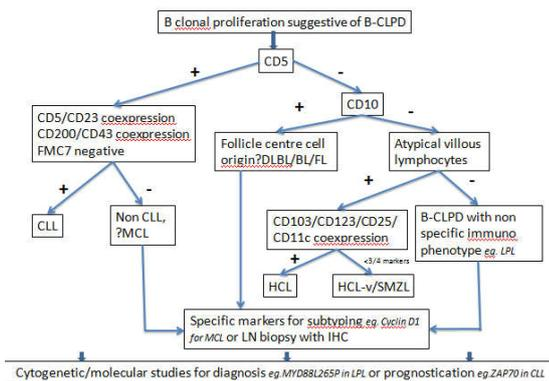 B clonal proliferation suggestive of B-CLPD
CD5
+
-
CD10
CD5/CD23 coexpression
CD200/CD43 coexpression
FMC7 negative
+
-
Follicle centre cell
origin?DLBL/BL/FL
Atypical villous
lymphocytes
+
-
+
-
CLL
Non CLL,
?MCL
CD103/CD123/CD25/
CD11c coexpression
B-CLPD with non
specific immuno
phenotype eg. LPL
+
<3/4 markers
HCL
HCL-v/SMZL
Specific markers for subtyping eg. Cyclin D1
for MCL or LN biopsy with IHC
Cytogenetic/molecular studies for diagnosis eg.MYD88L265P in LPL or prognostication eg.ZAP70 in CLL